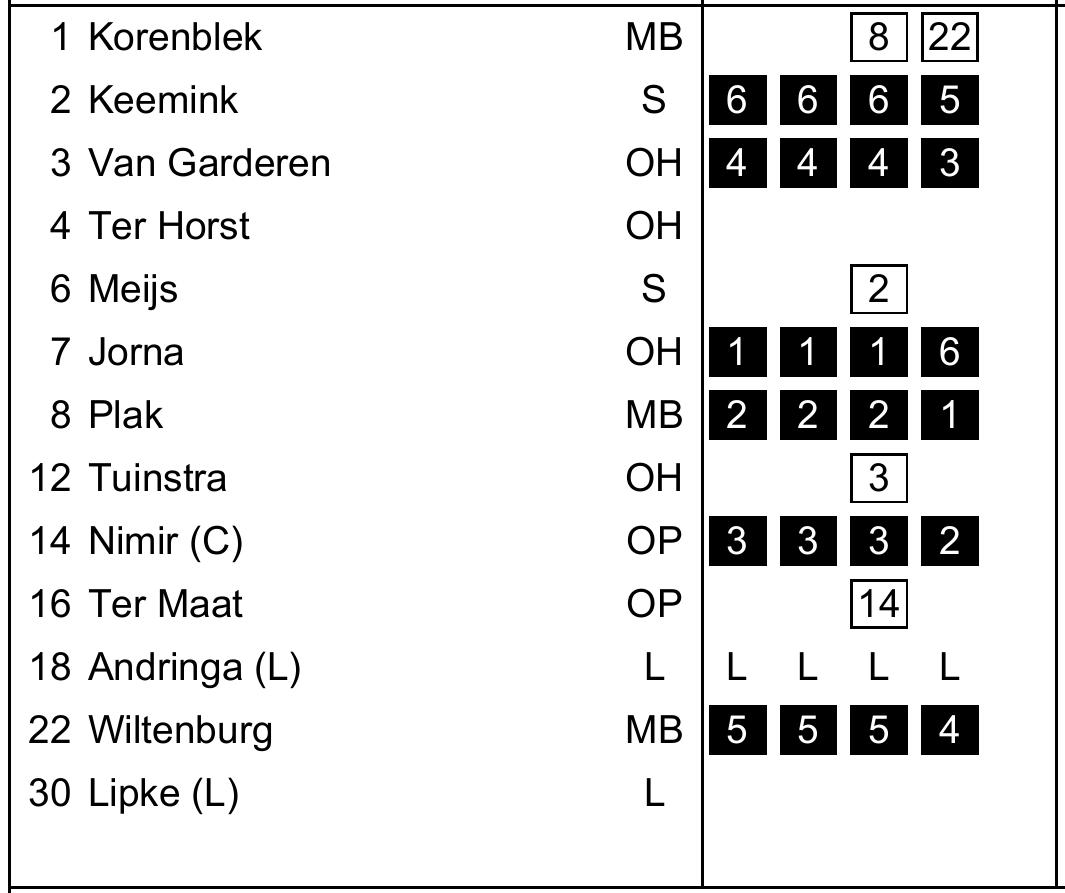 1 Korenblek MB 8 22
2 Keemink S 6 6 6 5
3 Van Garderen OH 4 4 4 3
4 Ter Horst OH
6 Meijs S 2
7 Jorna OH 1 1 1 6
8 Plak MB 2 2 2 1
12 Tuinstra OH 3
14 Nimir (C) OP 3 3 3 2
16 Ter Maat OP 14
18 Andringa (L) L L L L L
22 Wiltenburg MB 5 5 5 4
30 Lipke (L) L